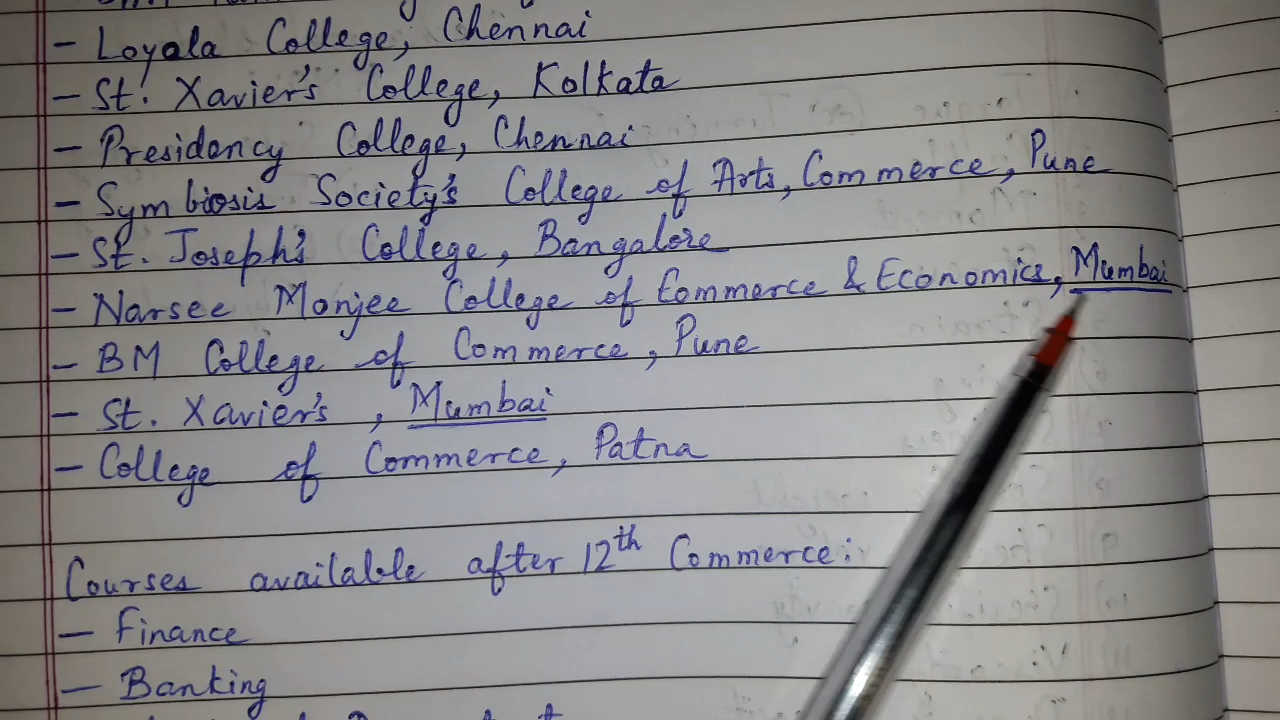 - Loyola College, Chennai
- St. Xavier's College, Kolkata
- Presidency College, Chennai
- Symbiosis Society's College of Arts, Commerce, Pune
- St. Joseph's College, Bangalore
- Narsee Monjee College of Commerce & Economics, Mumbai
- BM College of Commerce, Pune
- St. Xavier's, Mumbai
- College of Commerce, Patna
Courses available after 12th Commerce:
- Finance
- Banking